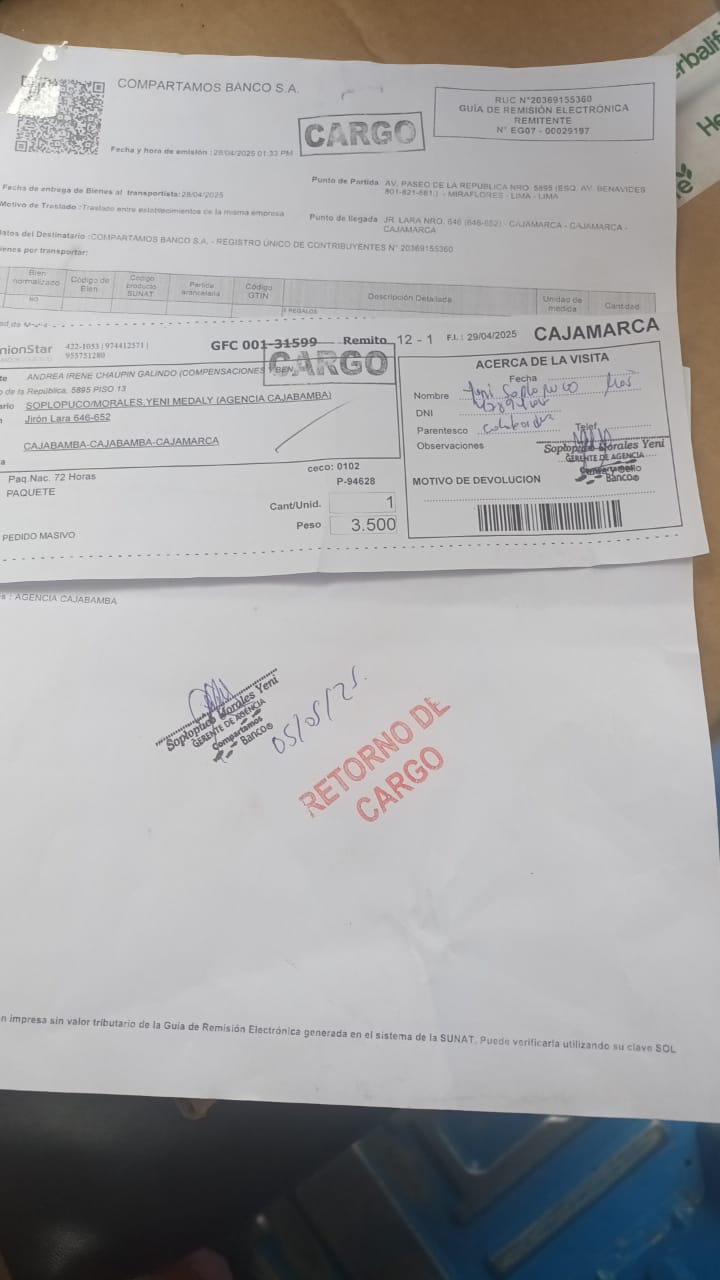 COMPARTAMOS BANCO S.A.
CARGO
RUC N°20369155360
GUÍA DE REMISIÓN ELECTRÓNICA
REMITENTE
N° EG07 - 00029197
Fecha y hora de emisión : 28/04/2025 01:33 PM
Fecha de entrega de Bienes al transportista: 28/04/2025
Punto de Partida AV. PASEO DE LA REPUBLICA NRO. 5895 (ESQ. AV. BENAVIDES
- MIRAFLORES - LIMA - LIMA
Motivo de Traslado : Traslado entre establecimientos de la misma empresa
Punto de llegada JR. LARA NRO. 646 (646-652) - CAJAMARCA - CAJAMARCA -
CAJAMARCA
atos del Destinatario : COMPARTAMOS BANCO S.A. - REGISTRO ÚNICO DE CONTRIBUYENTES N° 20369155360
ienes por transportar:
Bien normalizado Código de Bien Código producto SUNAT Partida arancelaria Código GTIN Descripción Detallada Unidad de medida Cantidad
NO REGALOS
nionStar 422-1053 | 974412571 |
955751280
GFC 001-31599 Remito 12 - 1 F.I.: 29/04/2025 CAJAMARCA
CARGO
te ANDREA IRENE CHAUPIN GALINDO (COMPENSACIONES Y BEN
o de la República, 5895 PISO 13
ario SOPLOPUCO/MORALES,YENI MEDALY (AGENCIA CAJABAMBA)
n Jirón Lara 646-652
CAJABAMBA-CAJABAMBA-CAJAMARCA
a
Paq.Nac. 72 Horas
PAQUETE
ceco: 0102
P-94628
Cant/Unid. 1
Peso 3.500
PEDIDO MASIVO
ACERCA DE LA VISITA
Fecha
Nombre Yeni Soplopuco
DNI
Parentesco
Telef.
Observaciones
Soplopuco Morales Yeni
GERENTE DE AGENCIA
Compartamos
Banco®
MOTIVO DE DEVOLUCION
s : AGENCIA CAJABAMBA
Soplopuco Morales Yeni
GERENTE DE AGENCIA
Compartamos
Banco®
05/05/25.
RETORNO DE
CARGO
n impresa sin valor tributario de la Guía de Remisión Electrónica generada en el sistema de la SUNAT. Puede verificarla utilizando su clave SOL